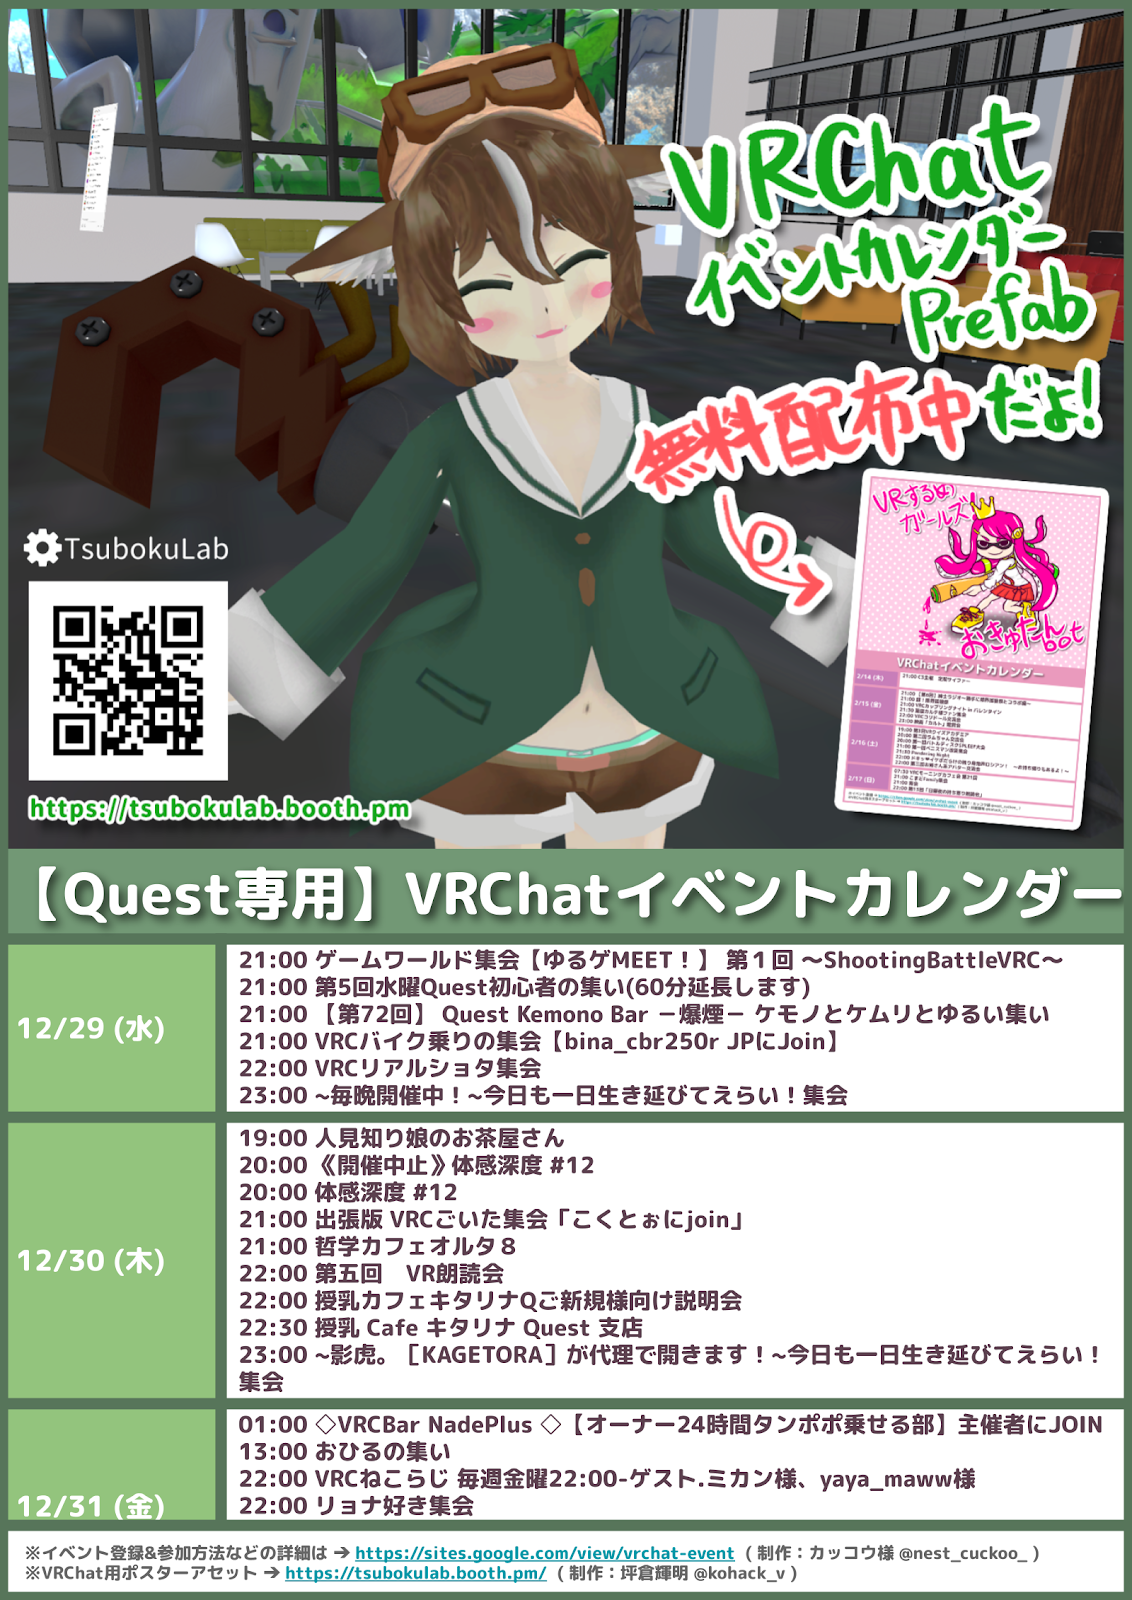 VRChat
イベントカレンダー
Prefab
無料配布中だよ!
TsubokuLab
https://tsubokulab.booth.pm
VRするめ
ガールズ
おきゅたんbot
VRChatイベントカレンダー
2/14 (木)
2/15 (金)
2/16 (土)
2/17 (日)
【Quest専用】VRChatイベントカレンダー
12/29 (水)
21:00 ゲームワールド集会【ゆるゲMEET！】 第１回 ～ShootingBattleVRC～
21:00 第5回水曜Quest初心者の集い(60分延長します)
21:00 【第72回】 Quest Kemono Bar －爆煙－ ケモノとケムリとゆるい集い
21:00 VRCバイク乗りの集会【bina_cbr250r JPにJoin】
22:00 VRCリアルショタ集会
23:00 ~毎晩開催中！~今日も一日生き延びてえらい！集会
12/30 (木)
19:00 人見知り娘のお茶屋さん
20:00 《開催中止》体感深度 #12
20:00 体感深度 #12
21:00 出張版 VRCごいた集会「こくとぉにjoin」
21:00 哲学カフェオルタ８
22:00 第五回　VR朗読会
22:00 授乳カフェキタリナQご新規様向け説明会
22:30 授乳 Cafe キタリナ Quest 支店
23:00 ~影虎。［KAGETORA］が代理で開きます！~今日も一日生き延びてえらい！
集会
12/31 (金)
01:00 ◇VRCBar NadePlus ◇【オーナー24時間タンポポ乗せる部】主催者にJOIN
13:00 おひるの集い
22:00 VRCねこらじ 毎週金曜22:00-ゲスト.ミカン様、yaya_maww様
22:00 リョナ好き集会
※イベント登録&参加方法などの詳細は ➔ https://sites.google.com/view/vrchat-event ( 制作：カッコウ様 @nest_cuckoo_ )
※VRChat用ポスターアセット ➔ https://tsubokulab.booth.pm/ ( 制作：坪倉輝明 @kohack_v )